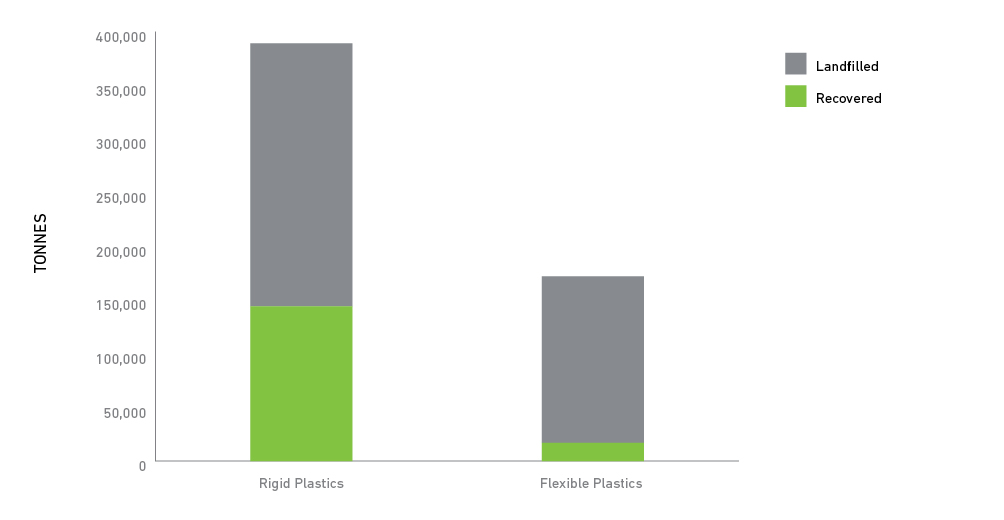 400,000
350,000
300,000
250,000
200,000
150,000
100,000
50,000
0
TONNES
Rigid Plastics
Flexible Plastics
Landfilled
Recovered